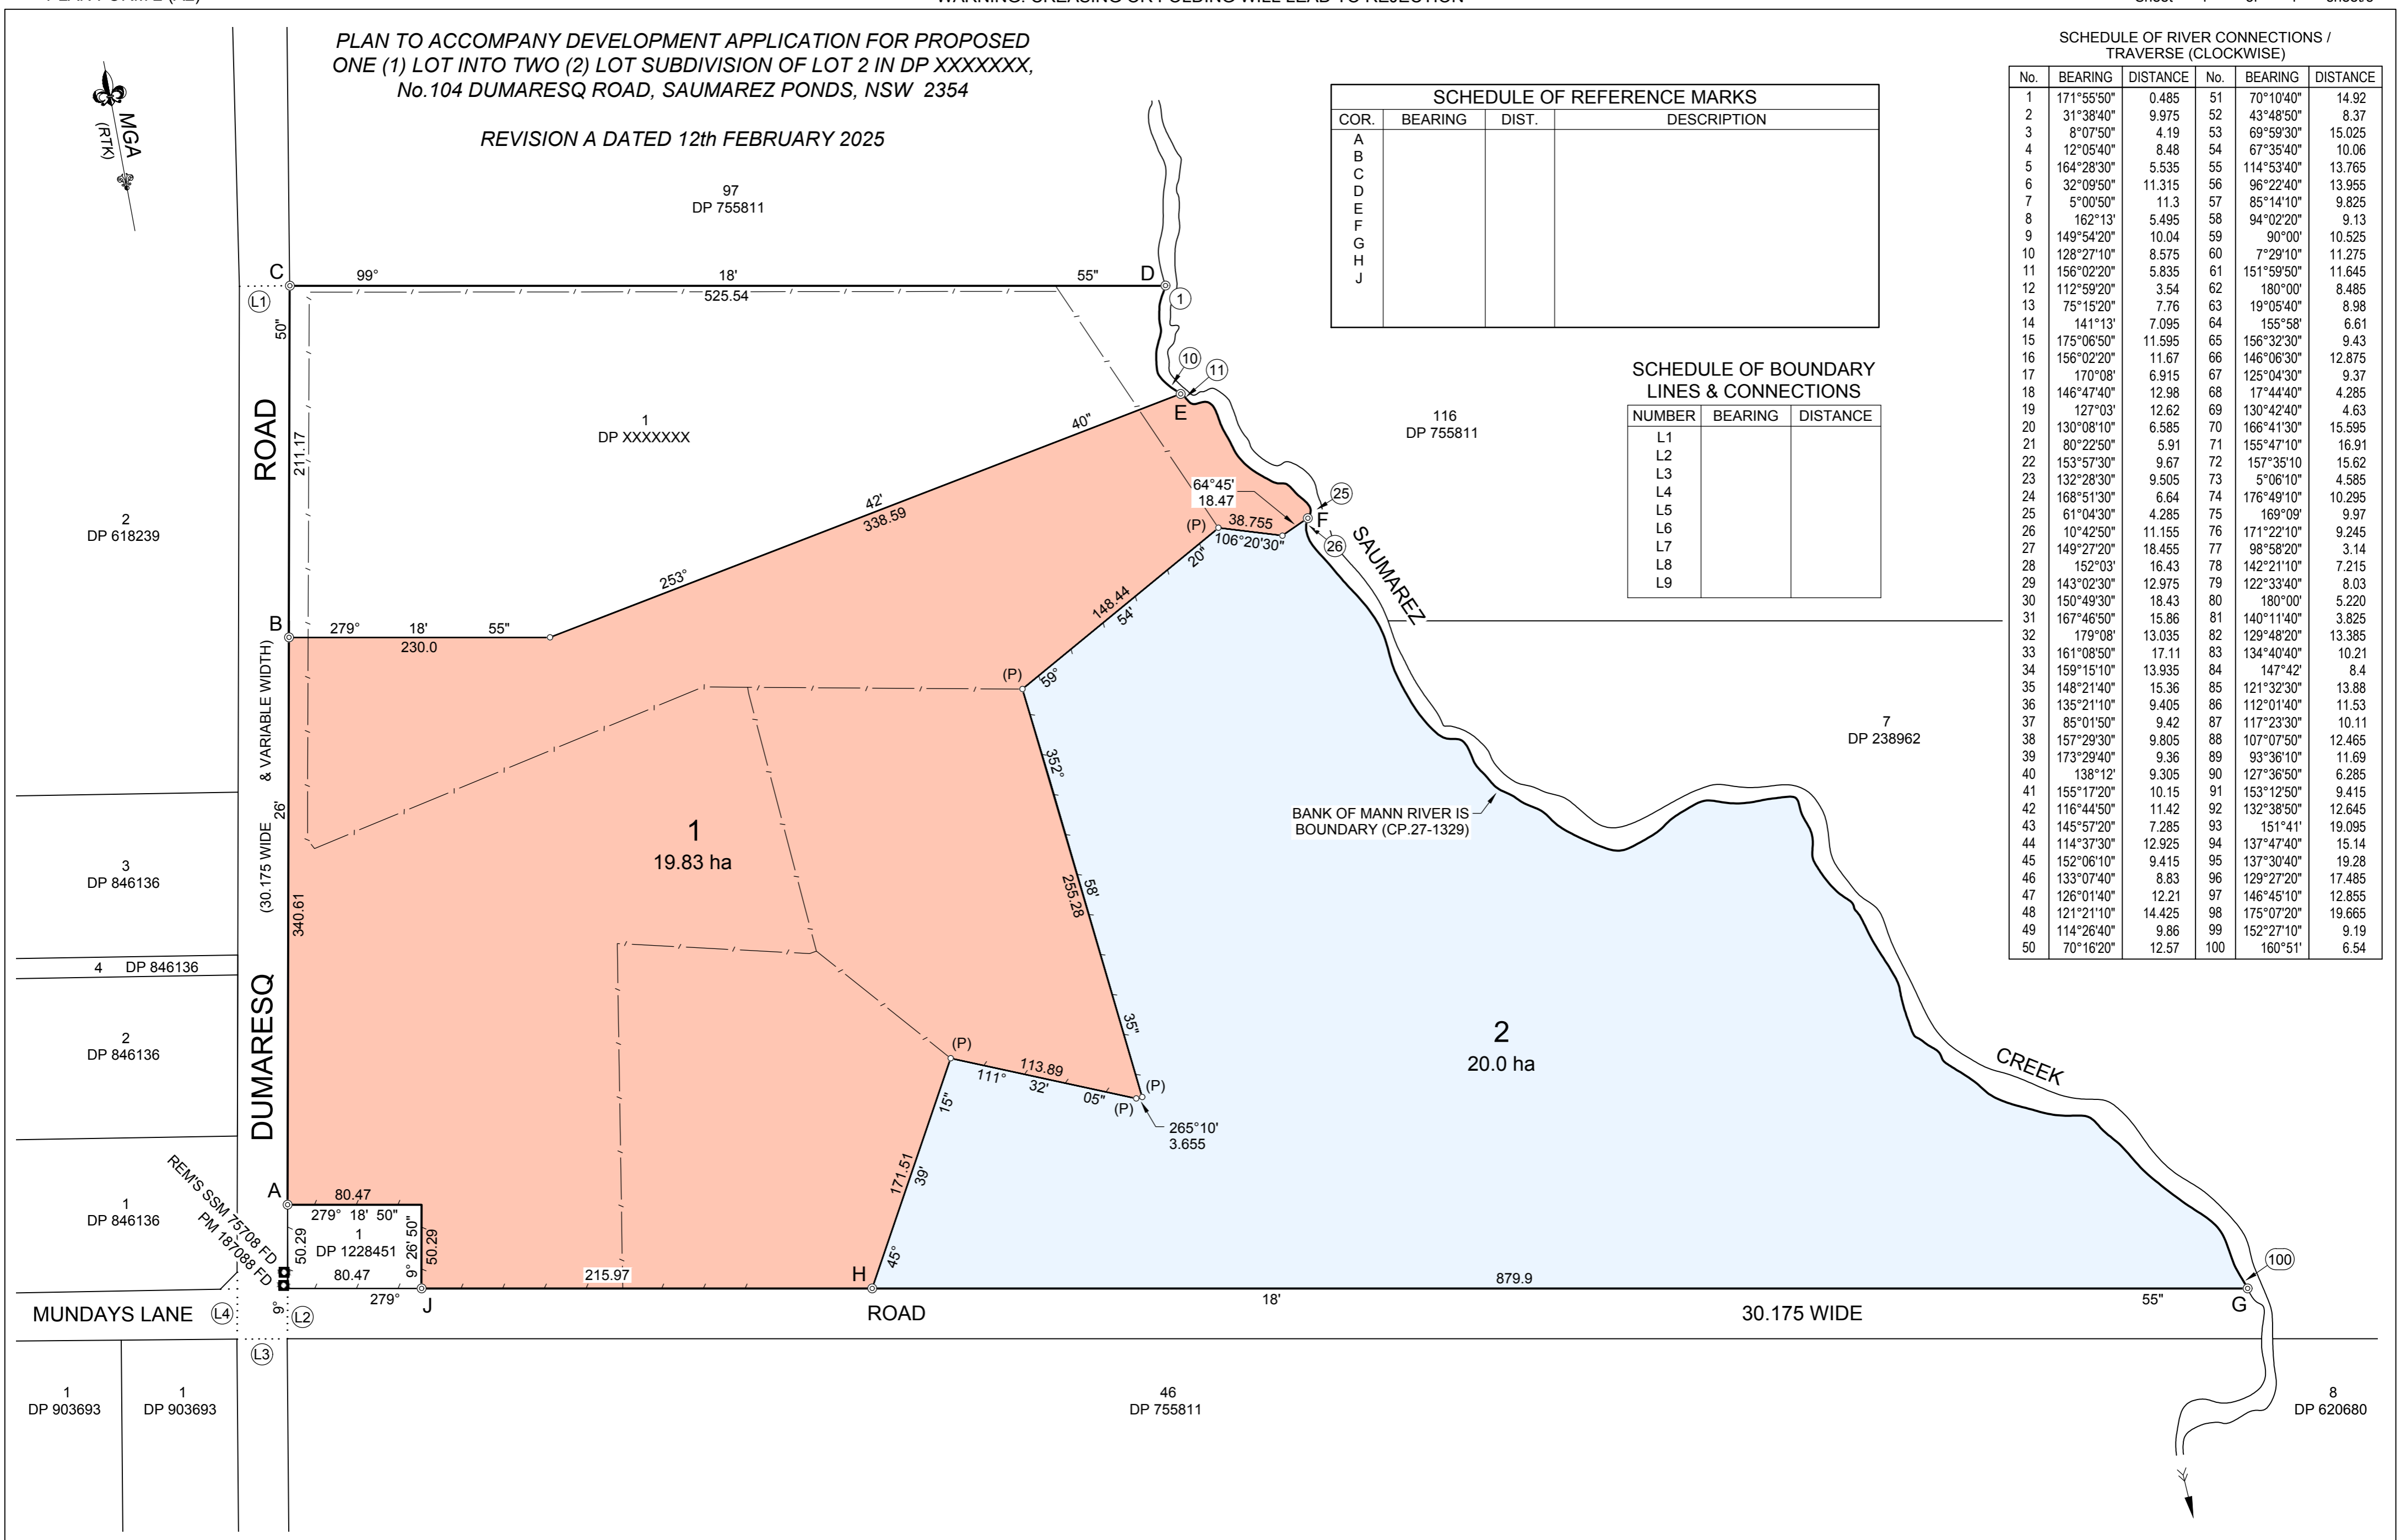 WARNING: CREASING OR FOLDING WILL LEAD TO REJECTION
PLAN TO ACCOMPANY DEVELOPMENT APPLICATION FOR PROPOSED
ONE (1) LOT INTO TWO (2) LOT SUBDIVISION OF LOT 2 IN DP XXXXXXX,
No.104 DUMARESQ ROAD, SAUMAREZ PONDS, NSW 2354
REVISION A DATED 12th FEBRUARY 2025
MGA
(RTK)
97
DP 755811
SCHEDULE OF REFERENCE MARKS
COR. BEARING DIST. DESCRIPTION
A
B
C
D
E
F
G
H
J
SCHEDULE OF RIVER CONNECTIONS /
TRAVERSE (CLOCKWISE)
No. BEARING DISTANCE No. BEARING DISTANCE
1 171°55'50" 0.485 51 70°10'40" 14.92
2 31°38'40" 9.975 52 43°48'50" 8.37
3 8°07'50" 4.19 53 69°59'30" 15.025
4 12°05'40" 8.48 54 67°35'40" 10.06
5 164°28'30" 5.535 55 114°53'40" 13.765
6 32°09'50" 11.315 56 96°22'40" 13.955
7 5°00'50" 11.3 57 85°14'10" 9.825
8 162°13' 5.495 58 94°02'20" 9.13
9 149°54'20" 10.04 59 90°00' 10.525
10 128°27'10" 8.575 60 7°29'10" 11.275
11 156°02'20" 5.835 61 151°59'50" 11.645
12 112°59'20" 3.54 62 180°00' 8.485
13 75°15'20" 7.76 63 19°05'40" 8.98
14 141°13' 7.095 64 155°58' 6.61
15 175°06'50" 11.595 65 156°32'30" 9.43
16 156°02'20" 11.67 66 146°06'30" 12.875
17 170°08' 6.915 67 125°04'30" 9.37
18 146°47'40" 12.98 68 17°44'40" 4.285
19 127°03' 12.62 69 130°42'40" 4.63
20 130°08'10" 6.585 70 166°41'30" 15.595
21 80°22'50" 5.91 71 155°47'10" 16.91
22 153°57'30" 9.67 72 157°35'10 15.62
23 132°28'30" 9.505 73 5°06'10" 4.585
24 168°51'30" 6.64 74 176°49'10" 10.295
25 61°04'30" 4.285 75 169°09' 9.97
26 10°42'50" 11.155 76 171°22'10" 9.245
27 149°27'20" 18.455 77 98°58'20" 3.14
28 152°03' 16.43 78 142°21'10" 7.215
29 143°02'30" 12.975 79 122°33'40" 8.03
30 150°49'30" 18.43 80 180°00' 5.220
31 167°46'50" 15.86 81 140°11'40" 3.825
32 179°08' 13.035 82 129°48'20" 13.385
33 161°08'50" 17.11 83 134°40'40" 10.21
34 159°15'10" 13.935 84 147°42' 8.4
35 148°21'40" 15.36 85 121°32'30" 13.88
36 135°21'10" 9.405 86 112°01'40" 11.53
37 85°01'50" 9.42 87 117°23'30" 10.11
38 157°29'30" 9.805 88 107°07'50" 12.465
39 173°29'40" 9.36 89 93°36'10" 11.69
40 138°12' 9.305 90 127°36'50" 6.285
41 155°17'20" 10.15 91 153°12'50" 9.415
42 116°44'50" 11.42 92 132°38'50" 12.645
43 145°57'20" 7.285 93 151°41' 19.095
44 114°37'30" 12.925 94 137°47'40" 15.14
45 152°06'10" 9.415 95 137°30'40" 19.28
46 133°07'40" 8.83 96 129°27'20" 17.485
47 126°01'40" 12.21 97 146°45'10" 12.855
48 121°21'10" 14.425 98 175°07'20" 19.665
49 114°26'40" 9.86 99 152°27'10" 9.19
50 70°16'20" 12.57 100 160°51' 6.54
SCHEDULE OF BOUNDARY
LINES & CONNECTIONS
NUMBER BEARING DISTANCE
L1
L2
L3
L4
L5
L6
L7
L8
L9
C 99° 18' 55" D
525.54
L1
1
50"
211.17
10
11
E
40"
42'
338.59
253°
1
DP XXXXXXX
116
DP 755811
64°45'
18.47
25
F
(P) 38.755
106°20'30"
26
20"
148.44
54'
59°
(P)
SAUMAREZ
2
DP 618239
ROAD
B 279° 18' 55"
230.0
(30.175 WIDE & VARIABLE WIDTH)
26'
340.61
7
DP 238962
BANK OF MANN RIVER IS
BOUNDARY (CP.27-1329)
352°
58'
255.28
35"
1
19.83 ha
3
DP 846136
4 DP 846136
2
DP 846136
DUMARESQ
2
20.0 ha
CREEK
(P)
113.89
111° 32' 05"
(P)
(P)
265°10'
3.655
15"
171.51
39'
45°
1
DP 846136
REM'S SSM 75708 FD
PM 187088 FD
A 80.47
279° 18' 50"
1
DP 1228451
50.29
9° 26' 50"
50.29
80.47
279°
J
215.97
H
879.9
100
18'
55"
G
9°
L2
L4
L3
MUNDAYS LANE
ROAD 30.175 WIDE
1
DP 903693
1
DP 903693
46
DP 755811
8
DP 620680